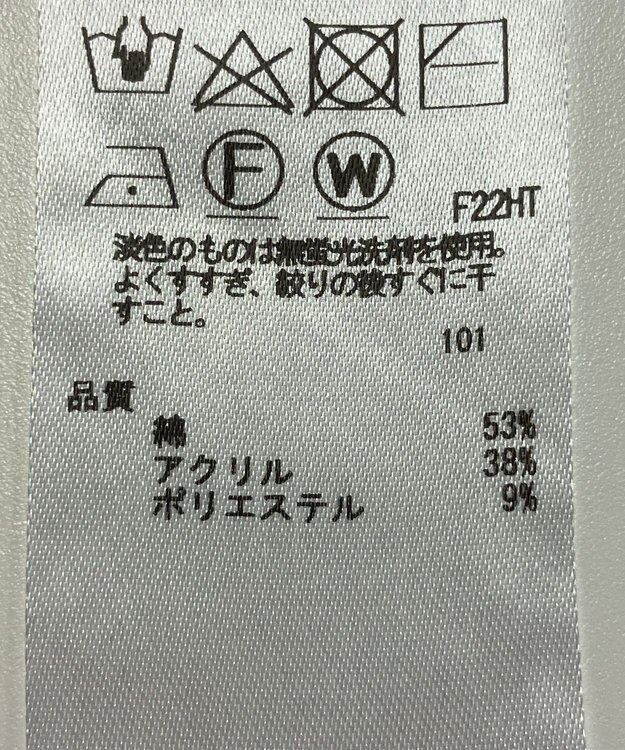 F
W
F22HT
淡色のものは無蛍光洗剤を使用。
よくすすぎ、絞りの後すぐに干
すこと。
101
品質
綿 53%
アクリル 38%
ポリエステル 9%